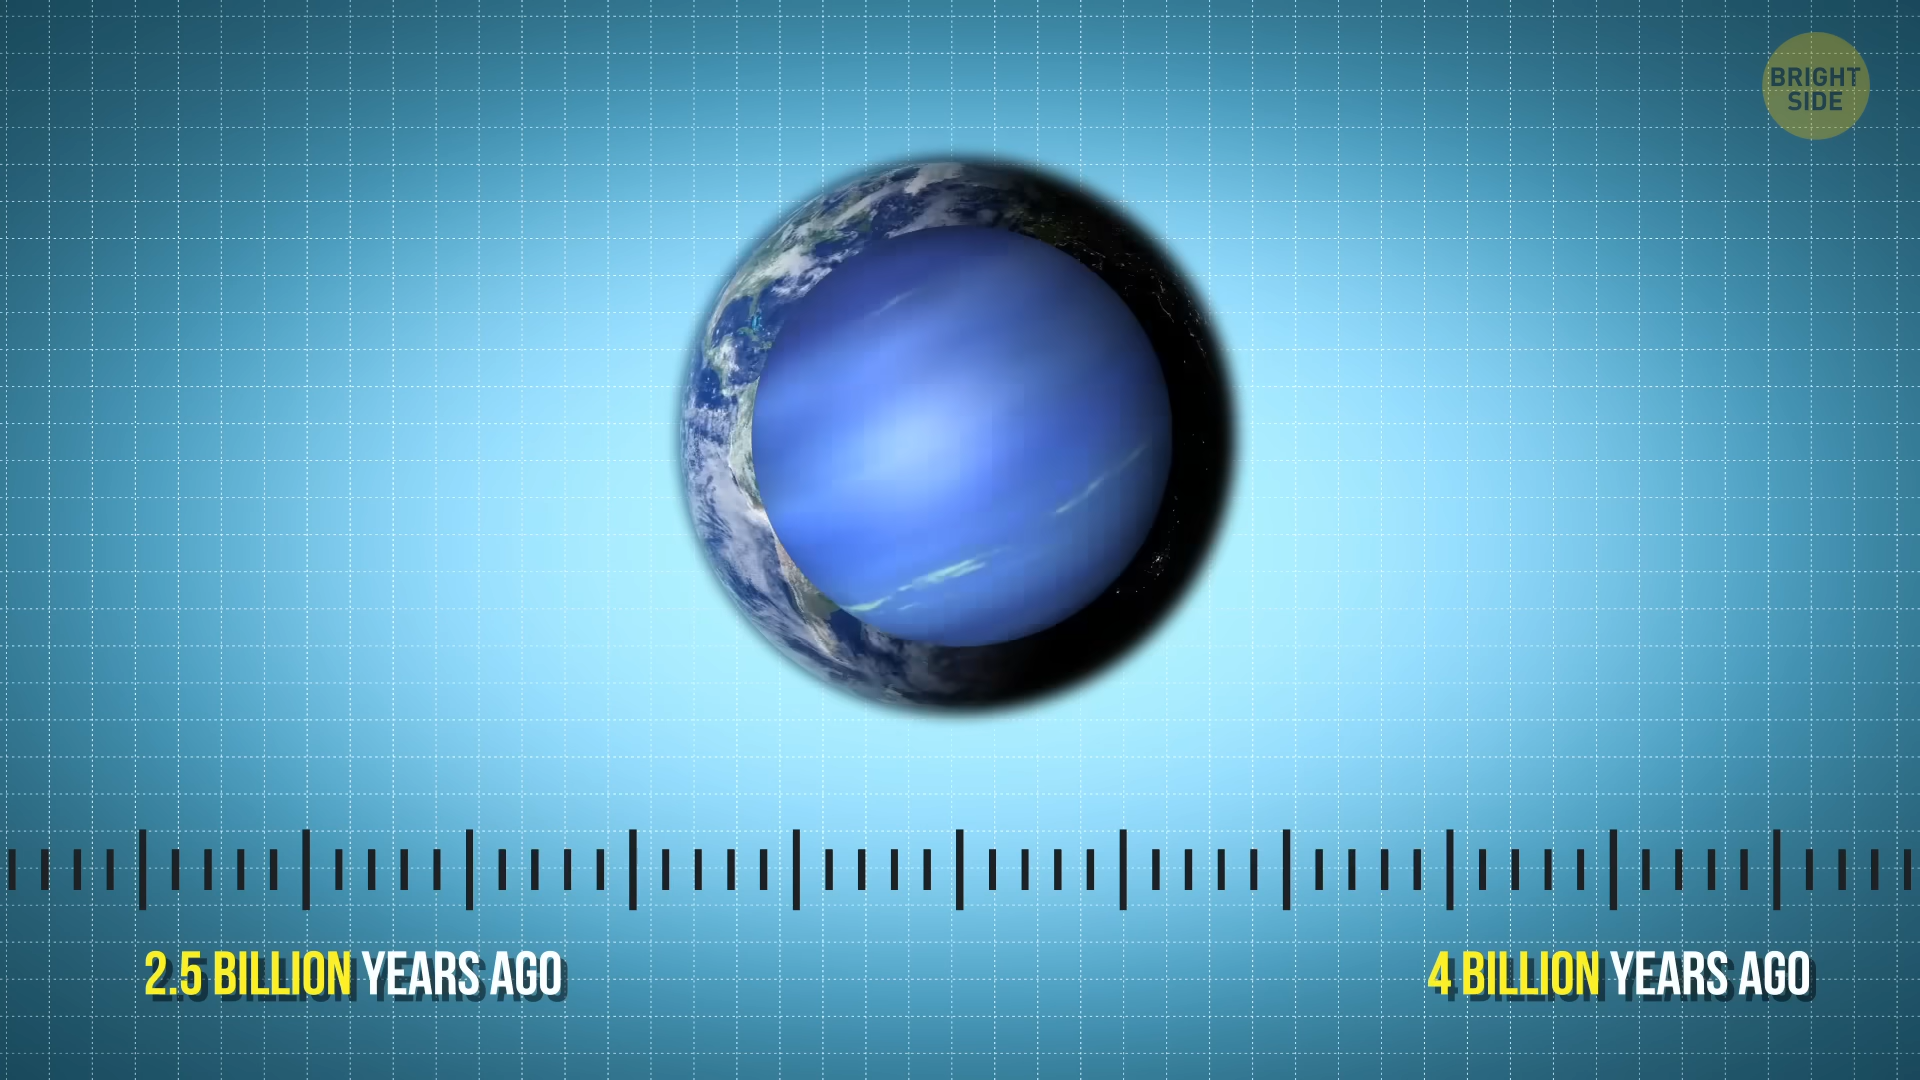 BRIGHT
SIDE
2.5 BILLION YEARS AGO
4 BILLION YEARS AGO